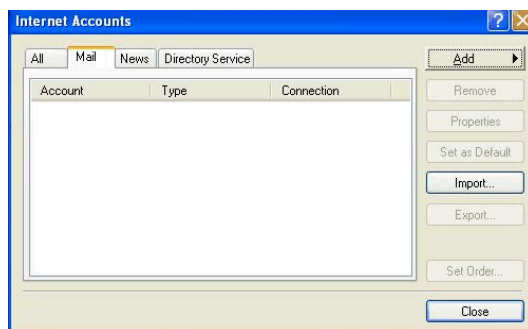 Internet Accounts
All Mail News Directory Service
Account Type Connection
Add
Remove
Properties
Set as Default
Import...
Export...
Set Order...
Close